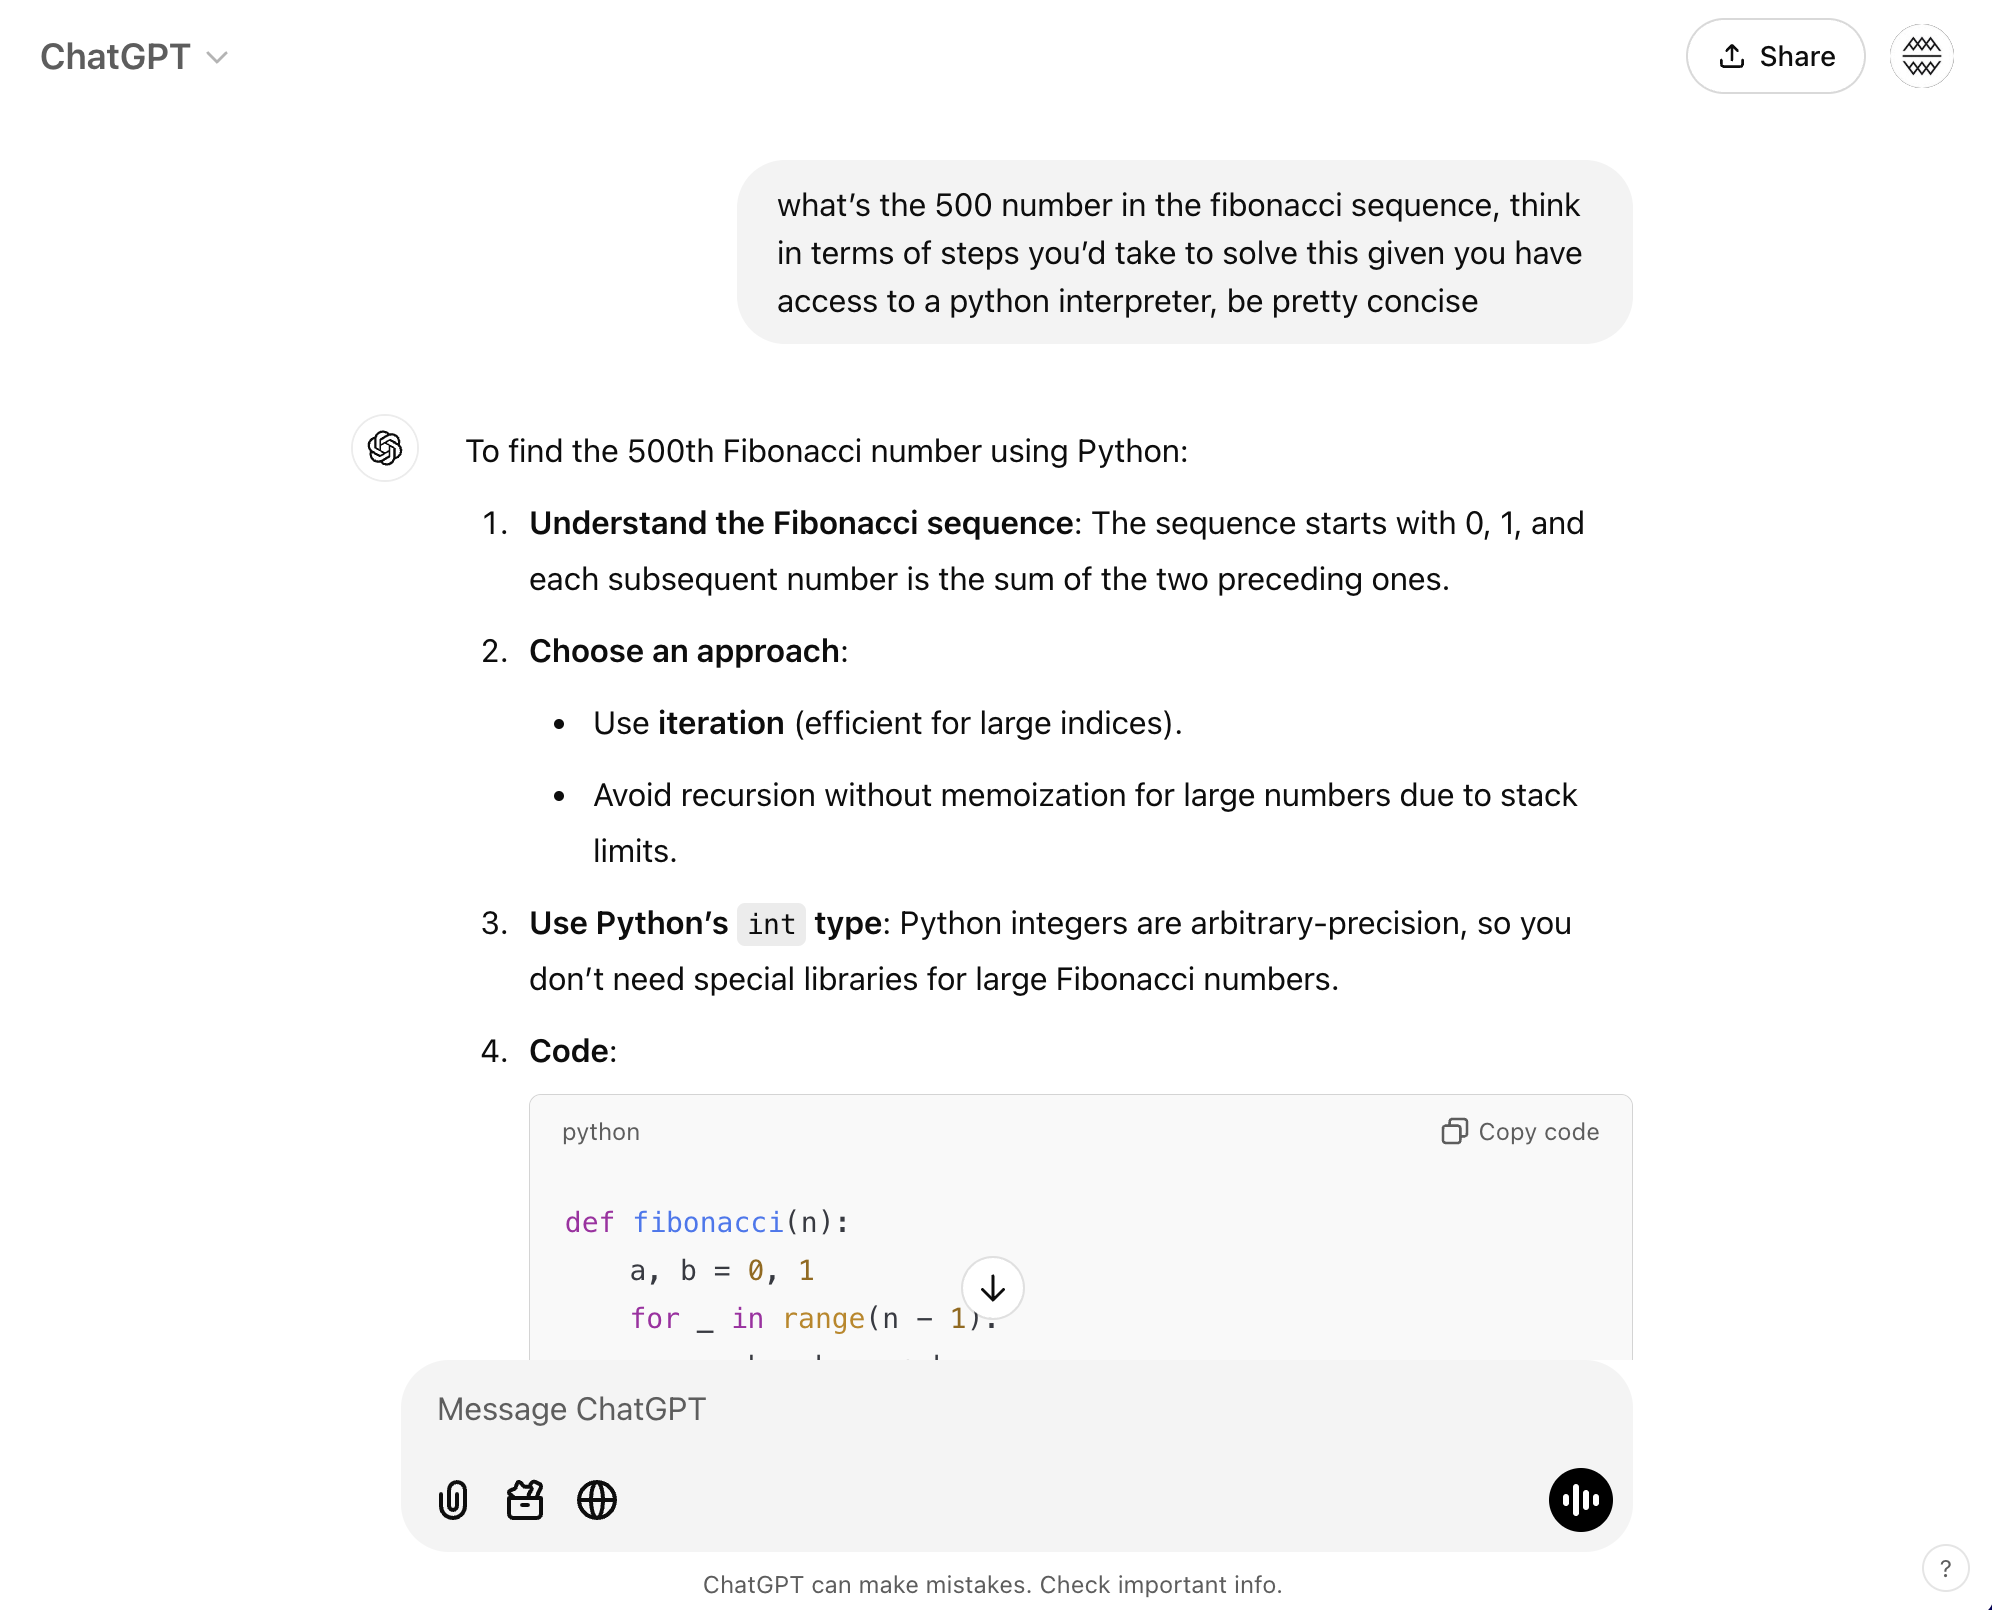 ChatGPT
Share
what's the 500 number in the fibonacci sequence, think
in terms of steps you'd take to solve this given you have
access to a python interpreter, be pretty concise
To find the 500th Fibonacci number using Python:
1. Understand the Fibonacci sequence: The sequence starts with 0, 1, and
each subsequent number is the sum of the two preceding ones.
2. Choose an approach:
• Use iteration (efficient for large indices).
• Avoid recursion without memoization for large numbers due to stack
limits.
3. Use Python's int type: Python integers are arbitrary-precision, so you
don't need special libraries for large Fibonacci numbers.
4. Code:
python
Copy code
def fibonacci(n):
    a, b = 0, 1
    for _ in range(n - 1):
Message ChatGPT
ChatGPT can make mistakes. Check important info.
?